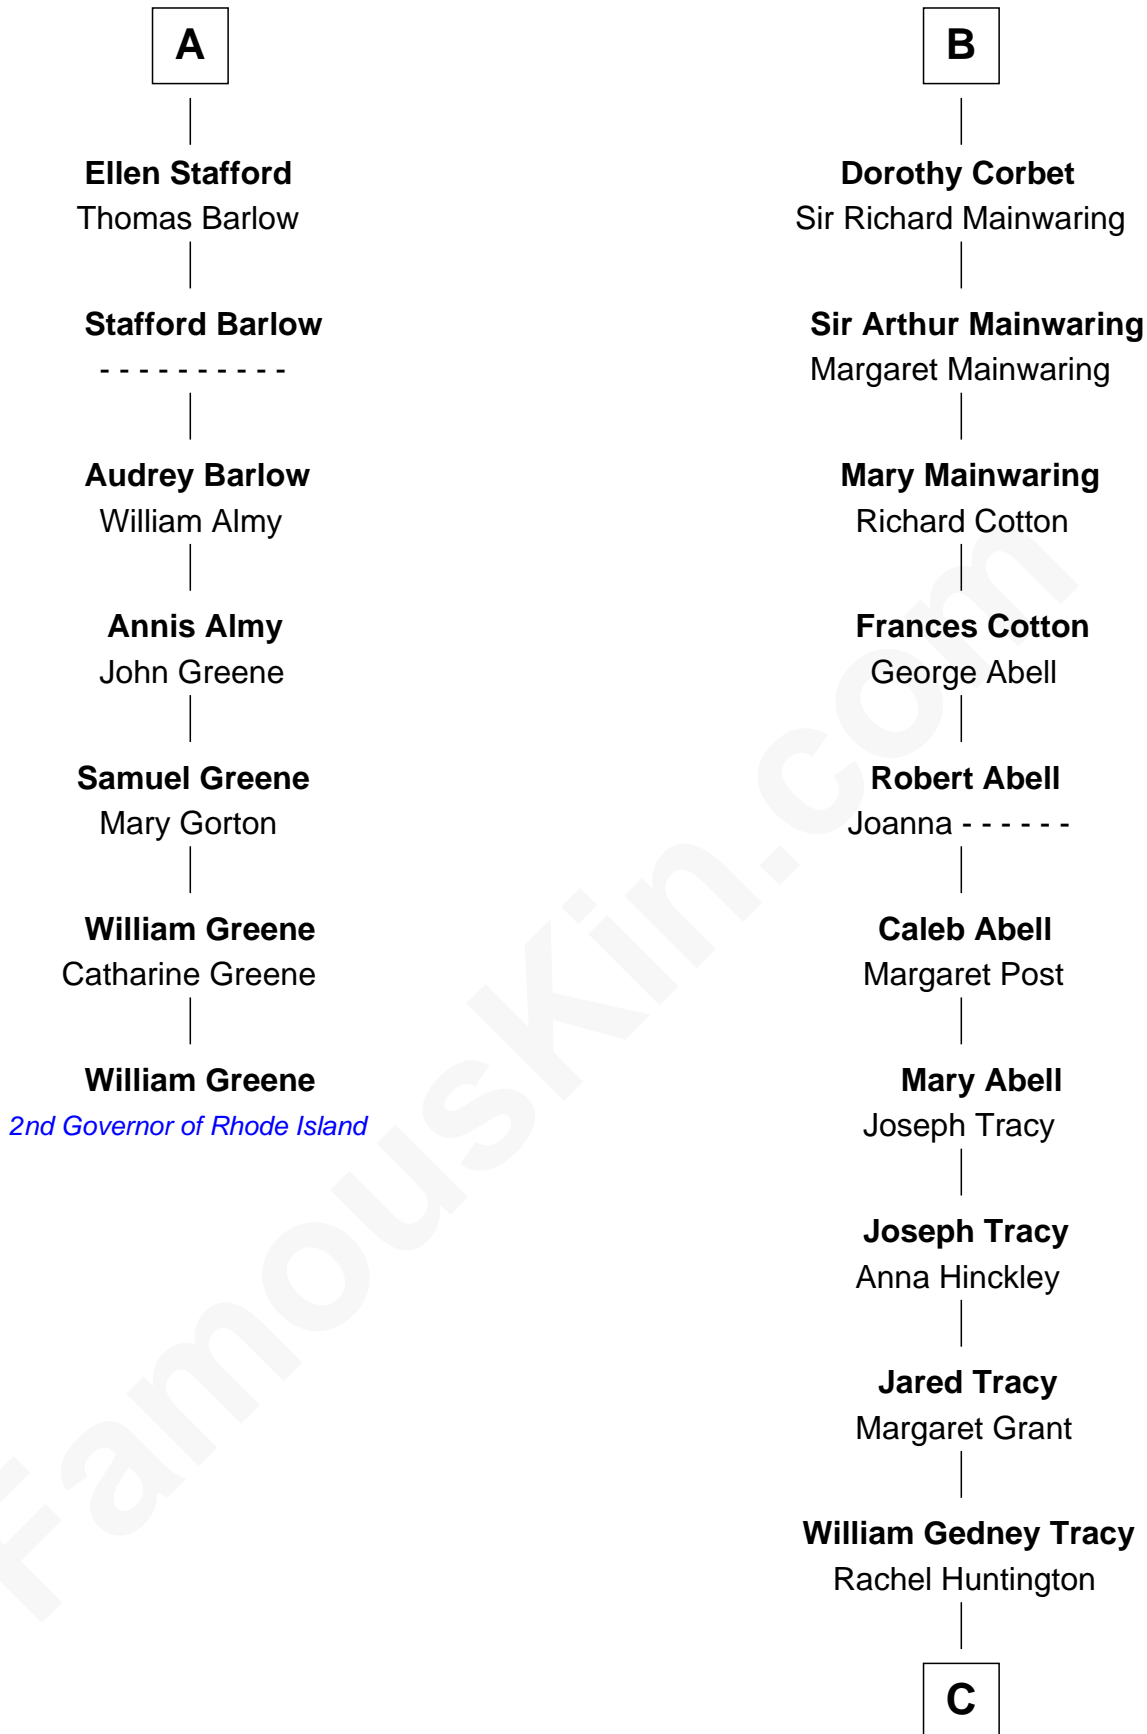 A
Ellen Stafford
Thomas Barlow
Stafford Barlow
- - - - - - - - - -
Audrey Barlow
William Almy
Annis Almy
John Greene
Samuel Greene
Mary Gorton
William Greene
Catharine Greene
William Greene
2nd Governor of Rhode Island
B
Dorothy Corbet
Sir Richard Mainwaring
Sir Arthur Mainwaring
Margaret Mainwaring
Mary Mainwaring
Richard Cotton
Frances Cotton
George Abell
Robert Abell
Joanna - - - - - -
Caleb Abell
Margaret Post
Mary Abell
Joseph Tracy
Joseph Tracy
Anna Hinckley
Jared Tracy
Margaret Grant
William Gedney Tracy
Rachel Huntington
C
FamousKin.com